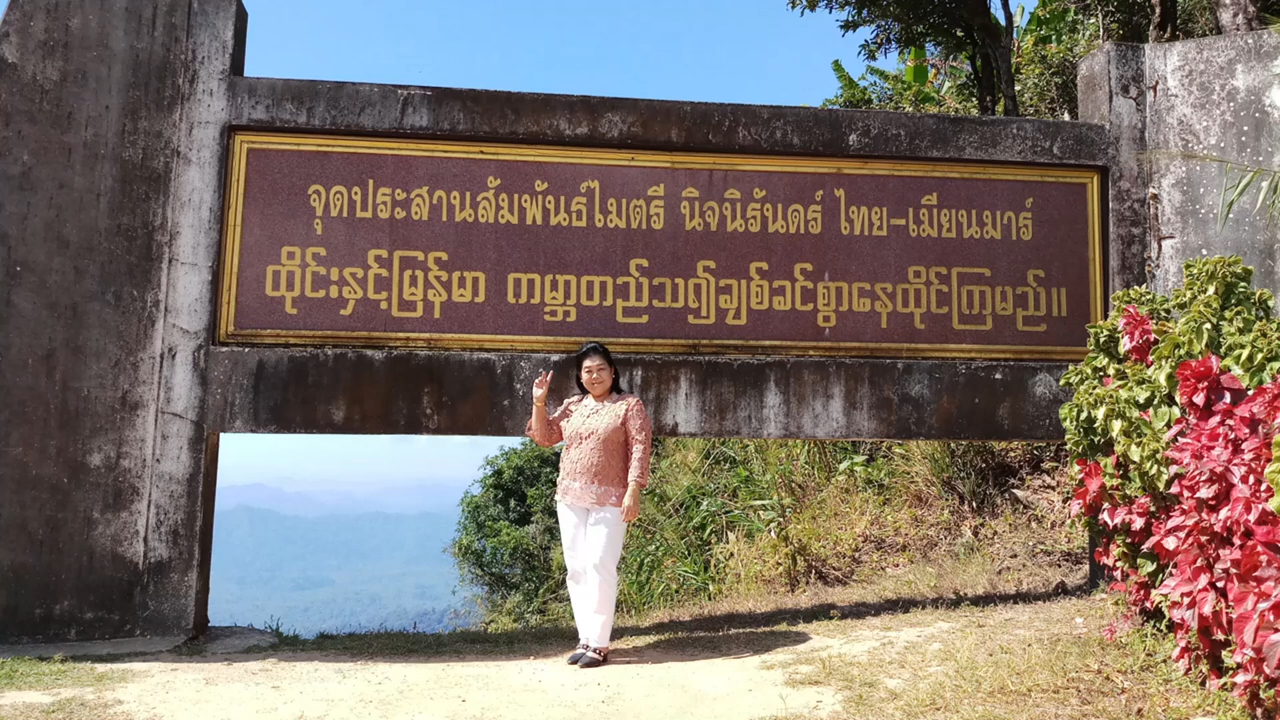 จุดประสานสัมพันธ์ไมตรี นิจนิรันดร์ ไทย-เมียนมาร์
ထိုင်းနှင့်မြန်မာ ကမ္ဘာတည်သ၍ချစ်ခင်စွာနေထိုင်ကြမည်။